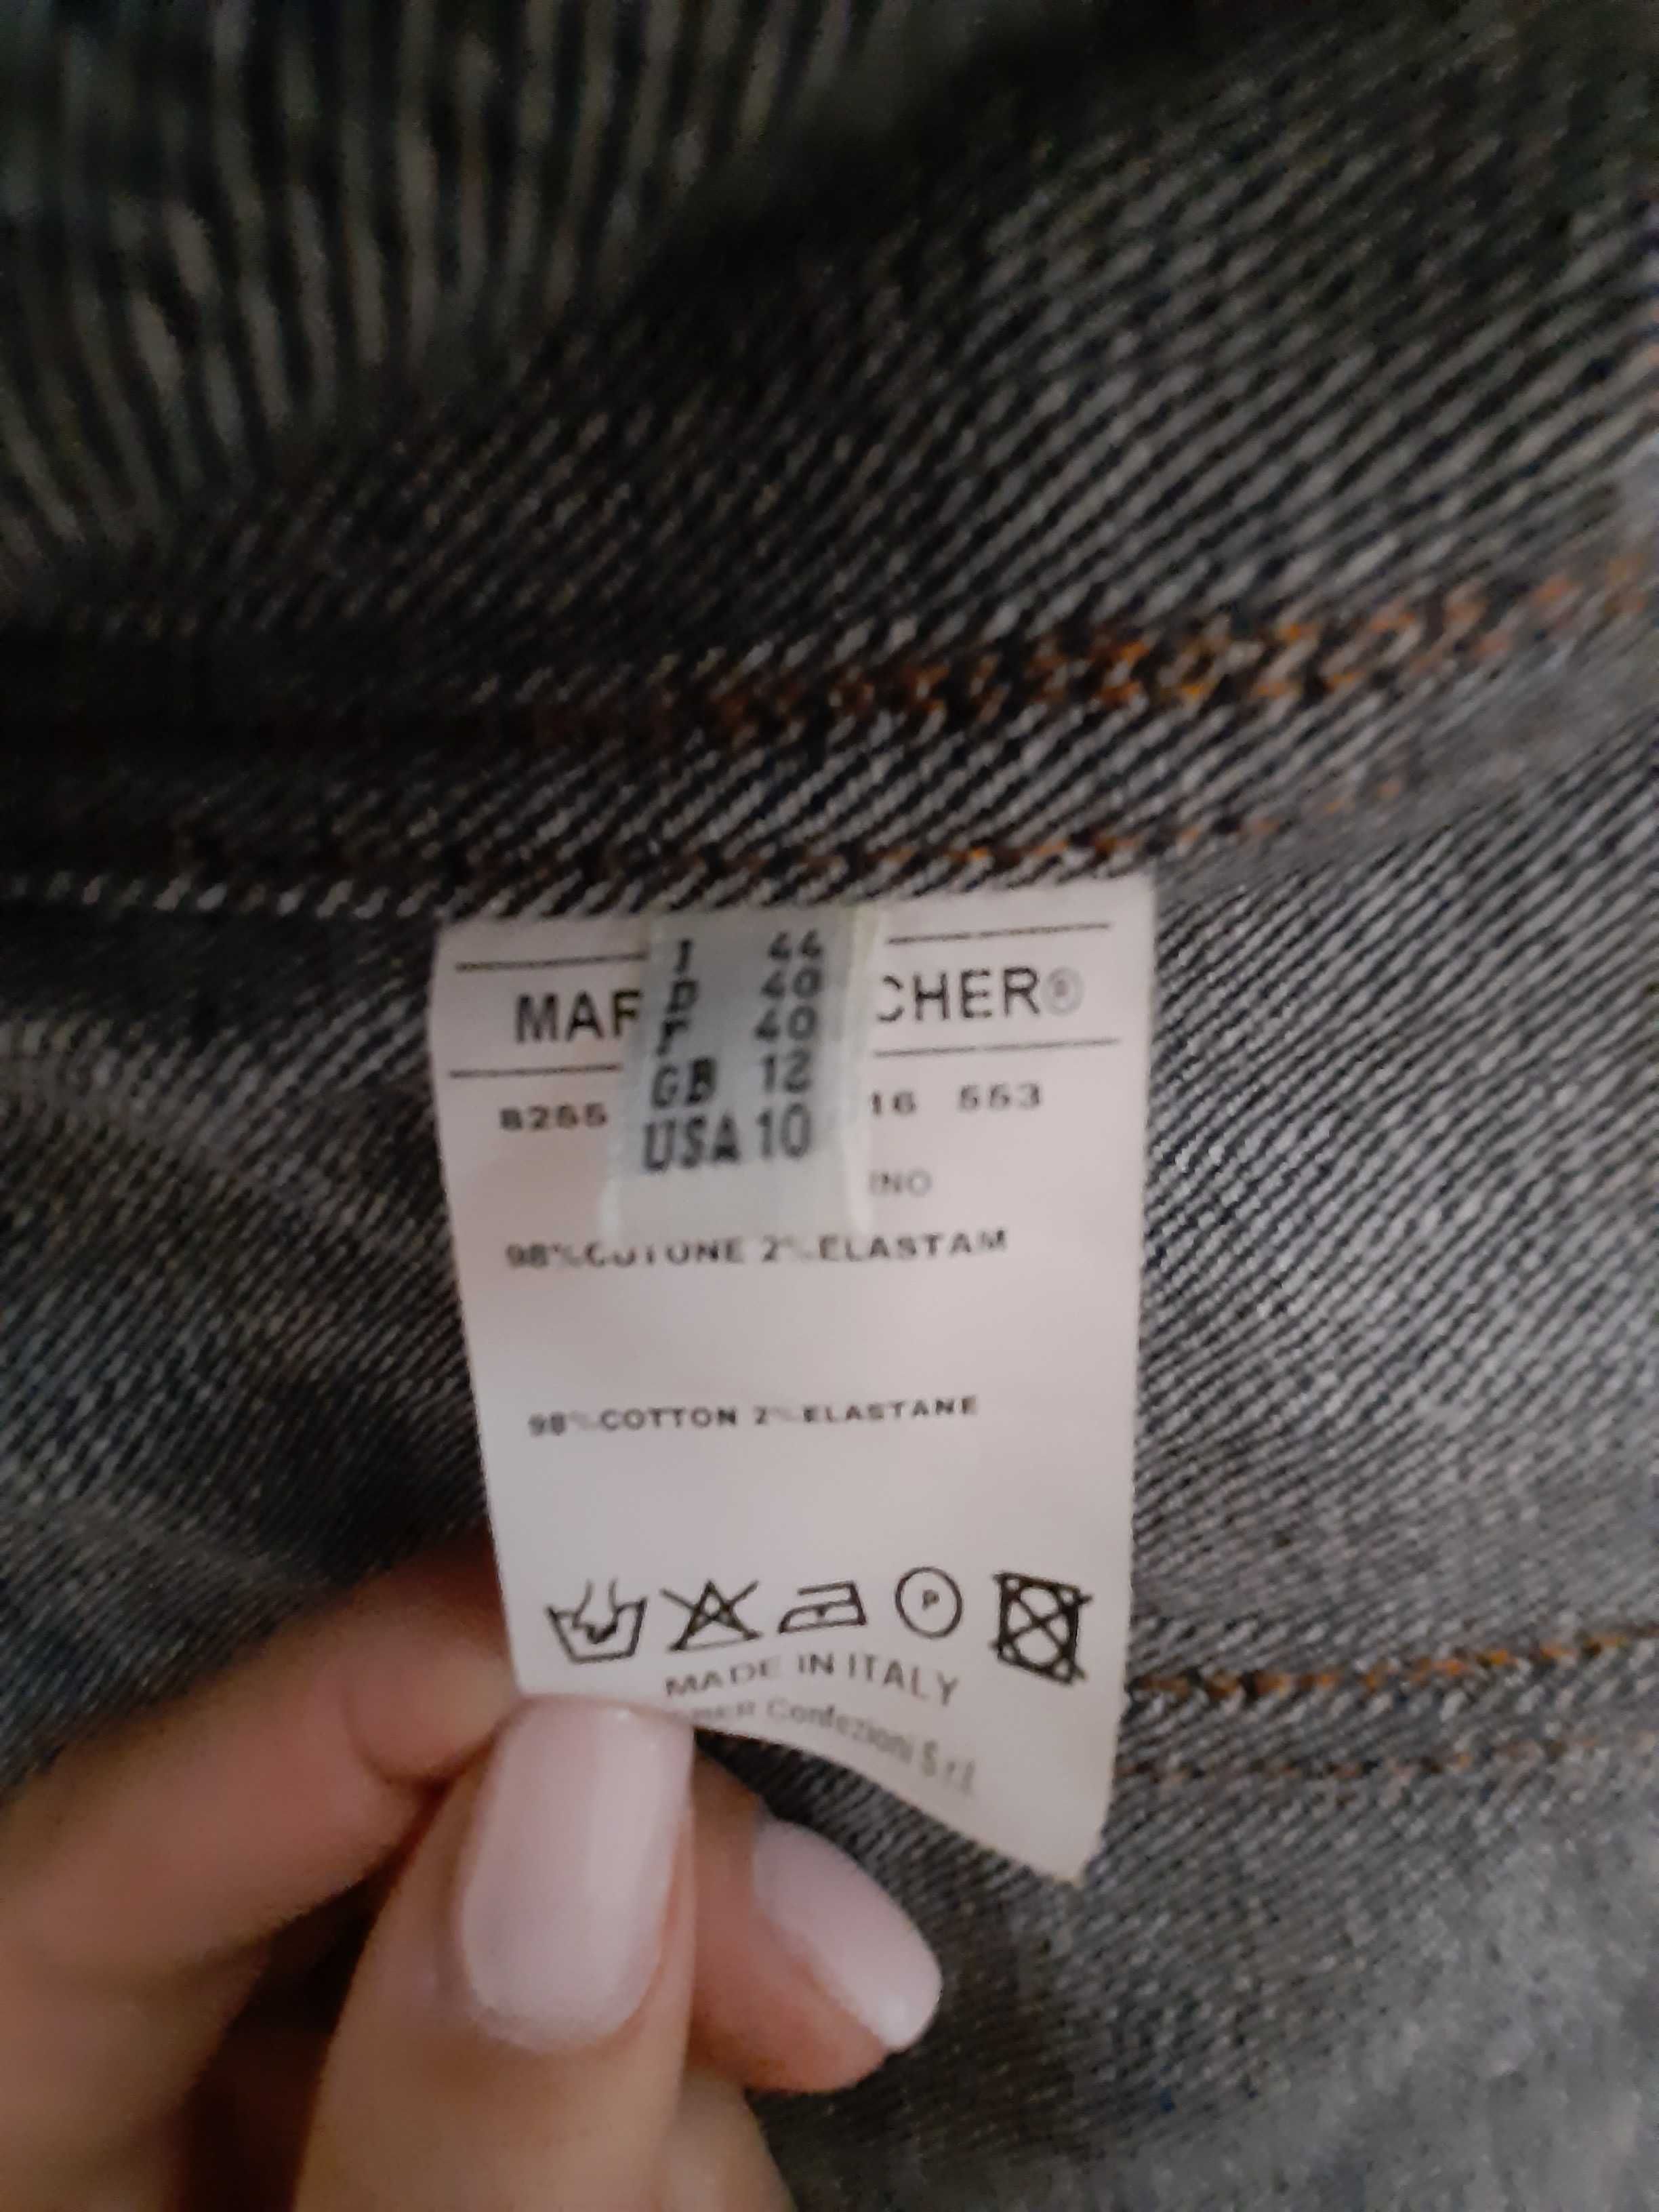 I 44
D 40
F 40
GB 12
USA 10
MAR CHER®
8255 16 553
INO
98% COTONE 2% ELASTAM
98% COTTON 2% ELASTANE
P
MADE IN ITALY
Confezioni S.r.l.